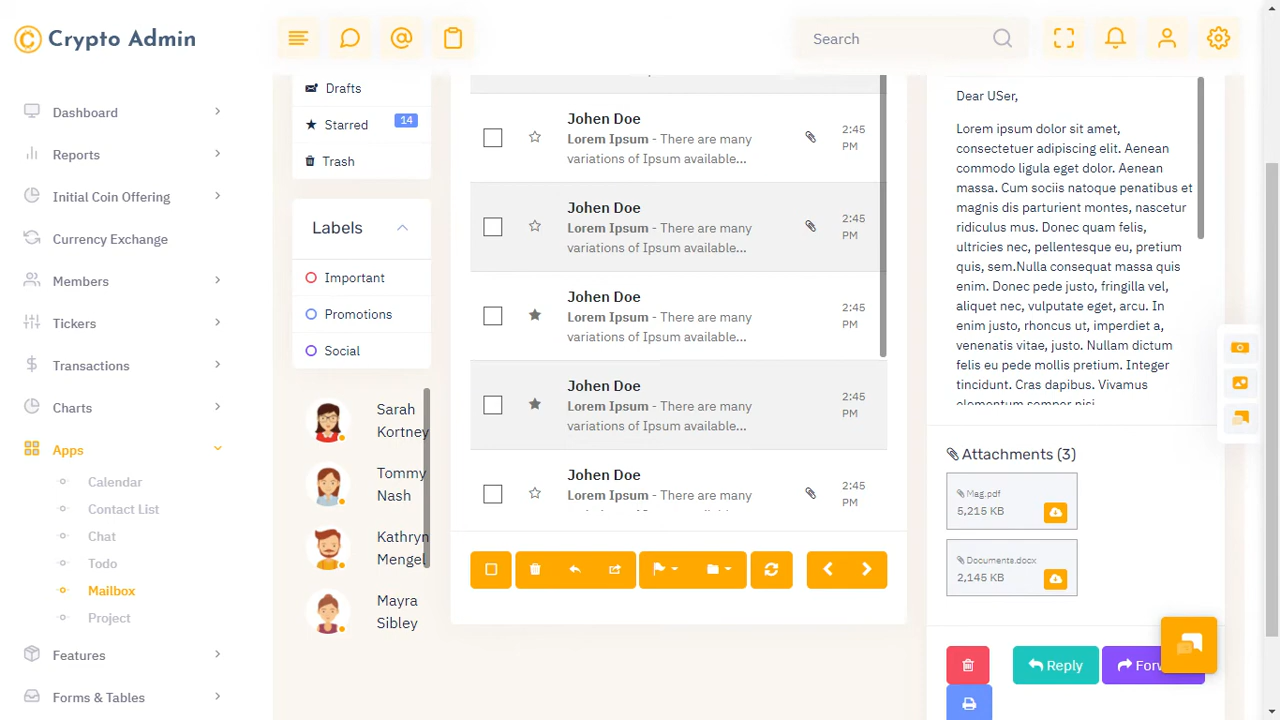 Crypto Admin
Search
Dashboard
Reports
Initial Coin Offering
Currency Exchange
Members
Tickers
Transactions
Charts
Apps
Calendar
Contact List
Chat
Todo
Mailbox
Project
Features
Forms & Tables
Drafts
Starred 14
Trash
Labels
Important
Promotions
Social
Sarah
Kortney
Tommy
Nash
Kathryn
Mengel
Mayra
Sibley
Johen Doe
Lorem Ipsum - There are many
variations of Ipsum available...
2:45
PM
Johen Doe
Lorem Ipsum - There are many
variations of Ipsum available...
2:45
PM
Johen Doe
Lorem Ipsum - There are many
variations of Ipsum available...
2:45
PM
Johen Doe
Lorem Ipsum - There are many
variations of Ipsum available...
2:45
PM
Johen Doe
Lorem Ipsum - There are many
2:45
PM
Dear USer,
Lorem ipsum dolor sit amet,
consectetuer adipiscing elit. Aenean
commodo ligula eget dolor. Aenean
massa. Cum sociis natoque penatibus et
magnis dis parturient montes, nascetur
ridiculus mus. Donec quam felis,
ultricies nec, pellentesque eu, pretium
quis, sem.Nulla consequat massa quis
enim. Donec pede justo, fringilla vel,
aliquet nec, vulputate eget, arcu. In
enim justo, rhoncus ut, imperdiet a,
venenatis vitae, justo. Nullam dictum
felis eu pede mollis pretium. Integer
tincidunt. Cras dapibus. Vivamus
elementum semper nisi.
Attachments (3)
Mag.pdf
5,215 KB
Documents.docx
2,145 KB
Reply